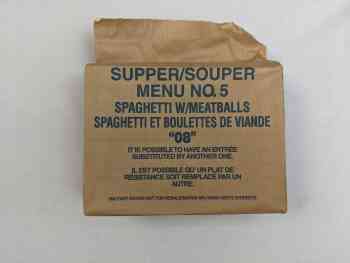 SUPPER/SOUPER
MENU NO. 5
SPAGHETTI W/MEATBALLS
SPAGHETTI ET BOULETTES DE VIANDE
"08"
IT IS POSSIBLE TO HAVE AN ENTRÉE
SUBSTITUTED BY ANOTHER ONE.
IL EST POSSIBLE QU'UN PLAT DE
RÉSISTANCE SOIT REMPLACÉ PAR UN
AUTRE.